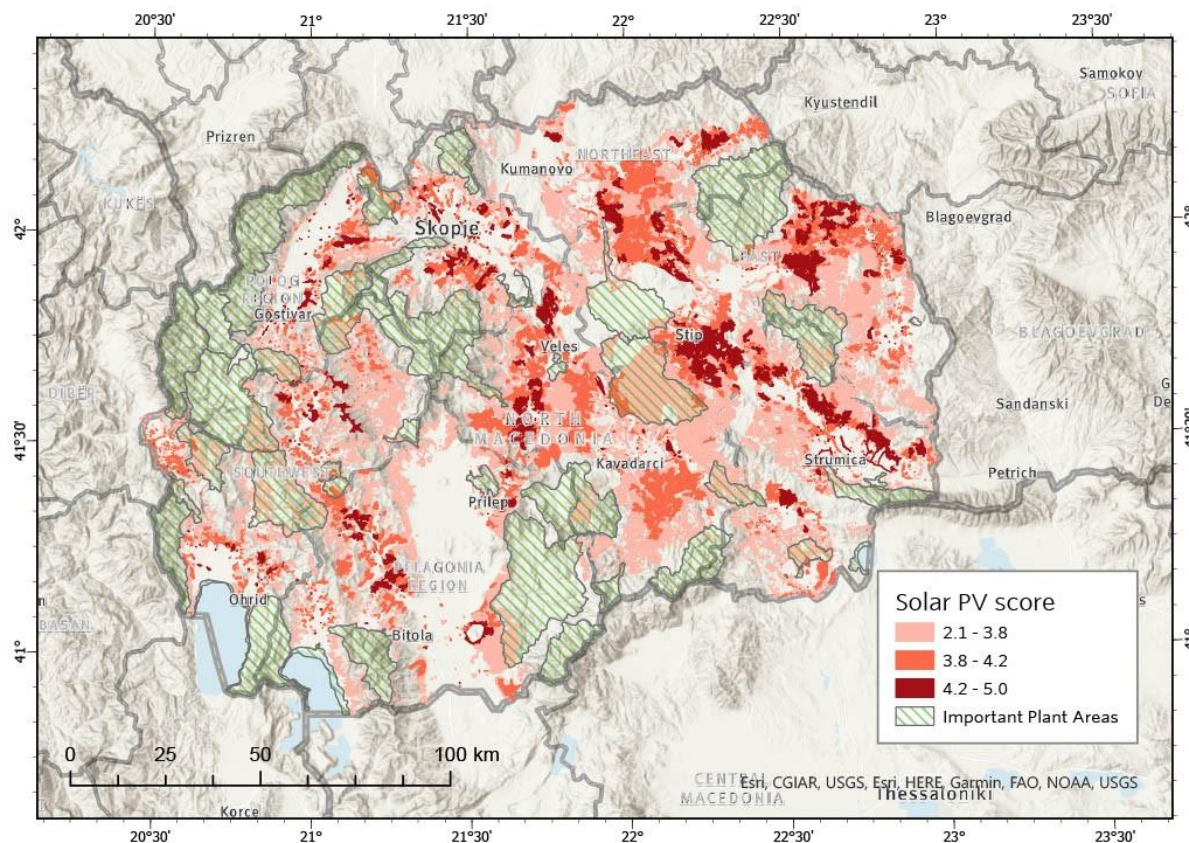 20°30' 21° 21°30' 22° 22°30' 23° 23°30'
Samokov
SOFIA
Kyustendil
Prizren
NORTHEAST
Kumanovo
KUKËS
42°
Skopje
Blagoevgrad
42°
EAST
POLOG
REGION
Gostivar
Stip
BLAGOEVGRAD
Veles
DIBËR
Sandanski
NORTH
MACEDONIA
41°30'
Kavadarci
Strumica
SOUTHWEST
Petrich
Prilep
PELAGONIA
REGION
Ohrid
BASAN
Bitola
41°
Solar PV score
2.1 - 3.8
3.8 - 4.2
4.2 - 5.0
Important Plant Areas
0 25 50 100 km
CENTRAL
MACEDONIA
Esri, CGIAR, USGS, Esri, HERE, Garmin, FAO, NOAA, USGS
Thessaloniki
Korce
20°30' 21° 21°30' 22° 22°30' 23° 23°30'